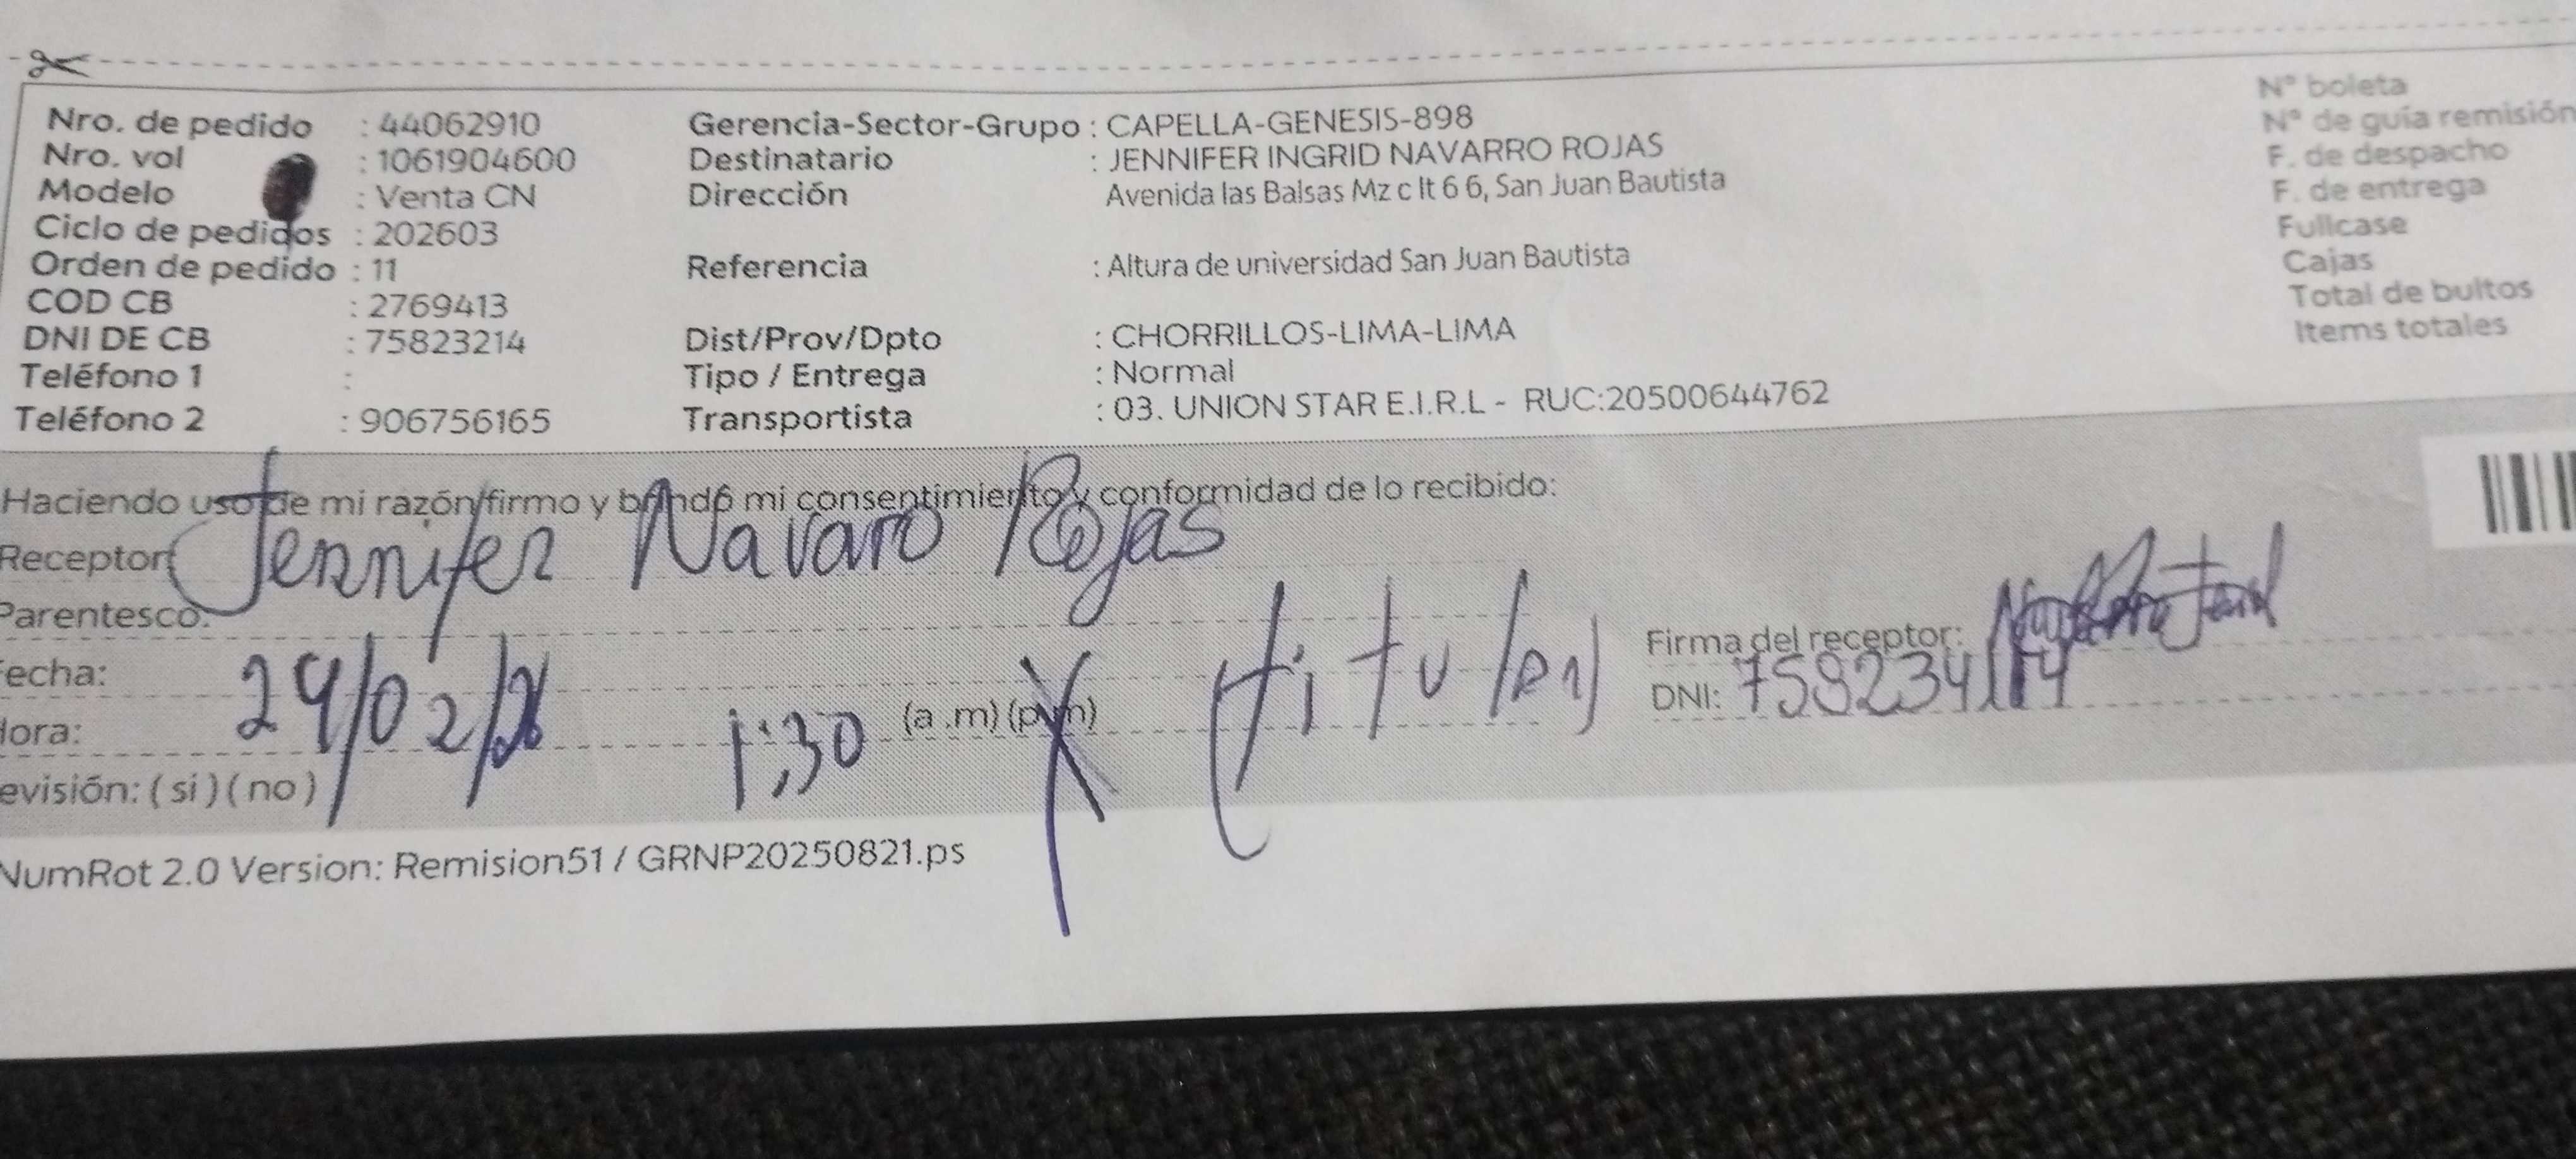 Nro. de pedido : 44062910
Nro. vol : 1061904600
Modelo : Venta CN
Ciclo de pedidos : 202603
Orden de pedido : 11
COD CB : 2769413
DNI DE CB : 75823214
Teléfono 1 :
Teléfono 2 : 906756165
Gerencia-Sector-Grupo : CAPELLA-GENESIS-898
Destinatario : JENNIFER INGRID NAVARRO ROJAS
Dirección Avenida las Balsas Mz c lt 6 6, San Juan Bautista
Referencia : Altura de universidad San Juan Bautista
Dist/Prov/Dpto : CHORRILLOS-LIMA-LIMA
Tipo / Entrega : Normal
Transportista : 03. UNION STAR E.I.R.L - RUC:20500644762
N° boleta
N° de guía remisión
F. de despacho
F. de entrega
Fullcase
Cajas
Total de bultos
Items totales
Haciendo uso de mi razón firmo y brindó mi consentimiento y conformidad de lo recibido:
Receptor Jennifer Navaro Rojas
Parentesco:
echa: 24/02/26
ora: 1:30 (a .m) (p.m) (titular)
Firma del receptor:
DNI:
evisión: ( si ) ( no )
NumRot 2.0 Version: Remision51 / GRNP20250821.ps